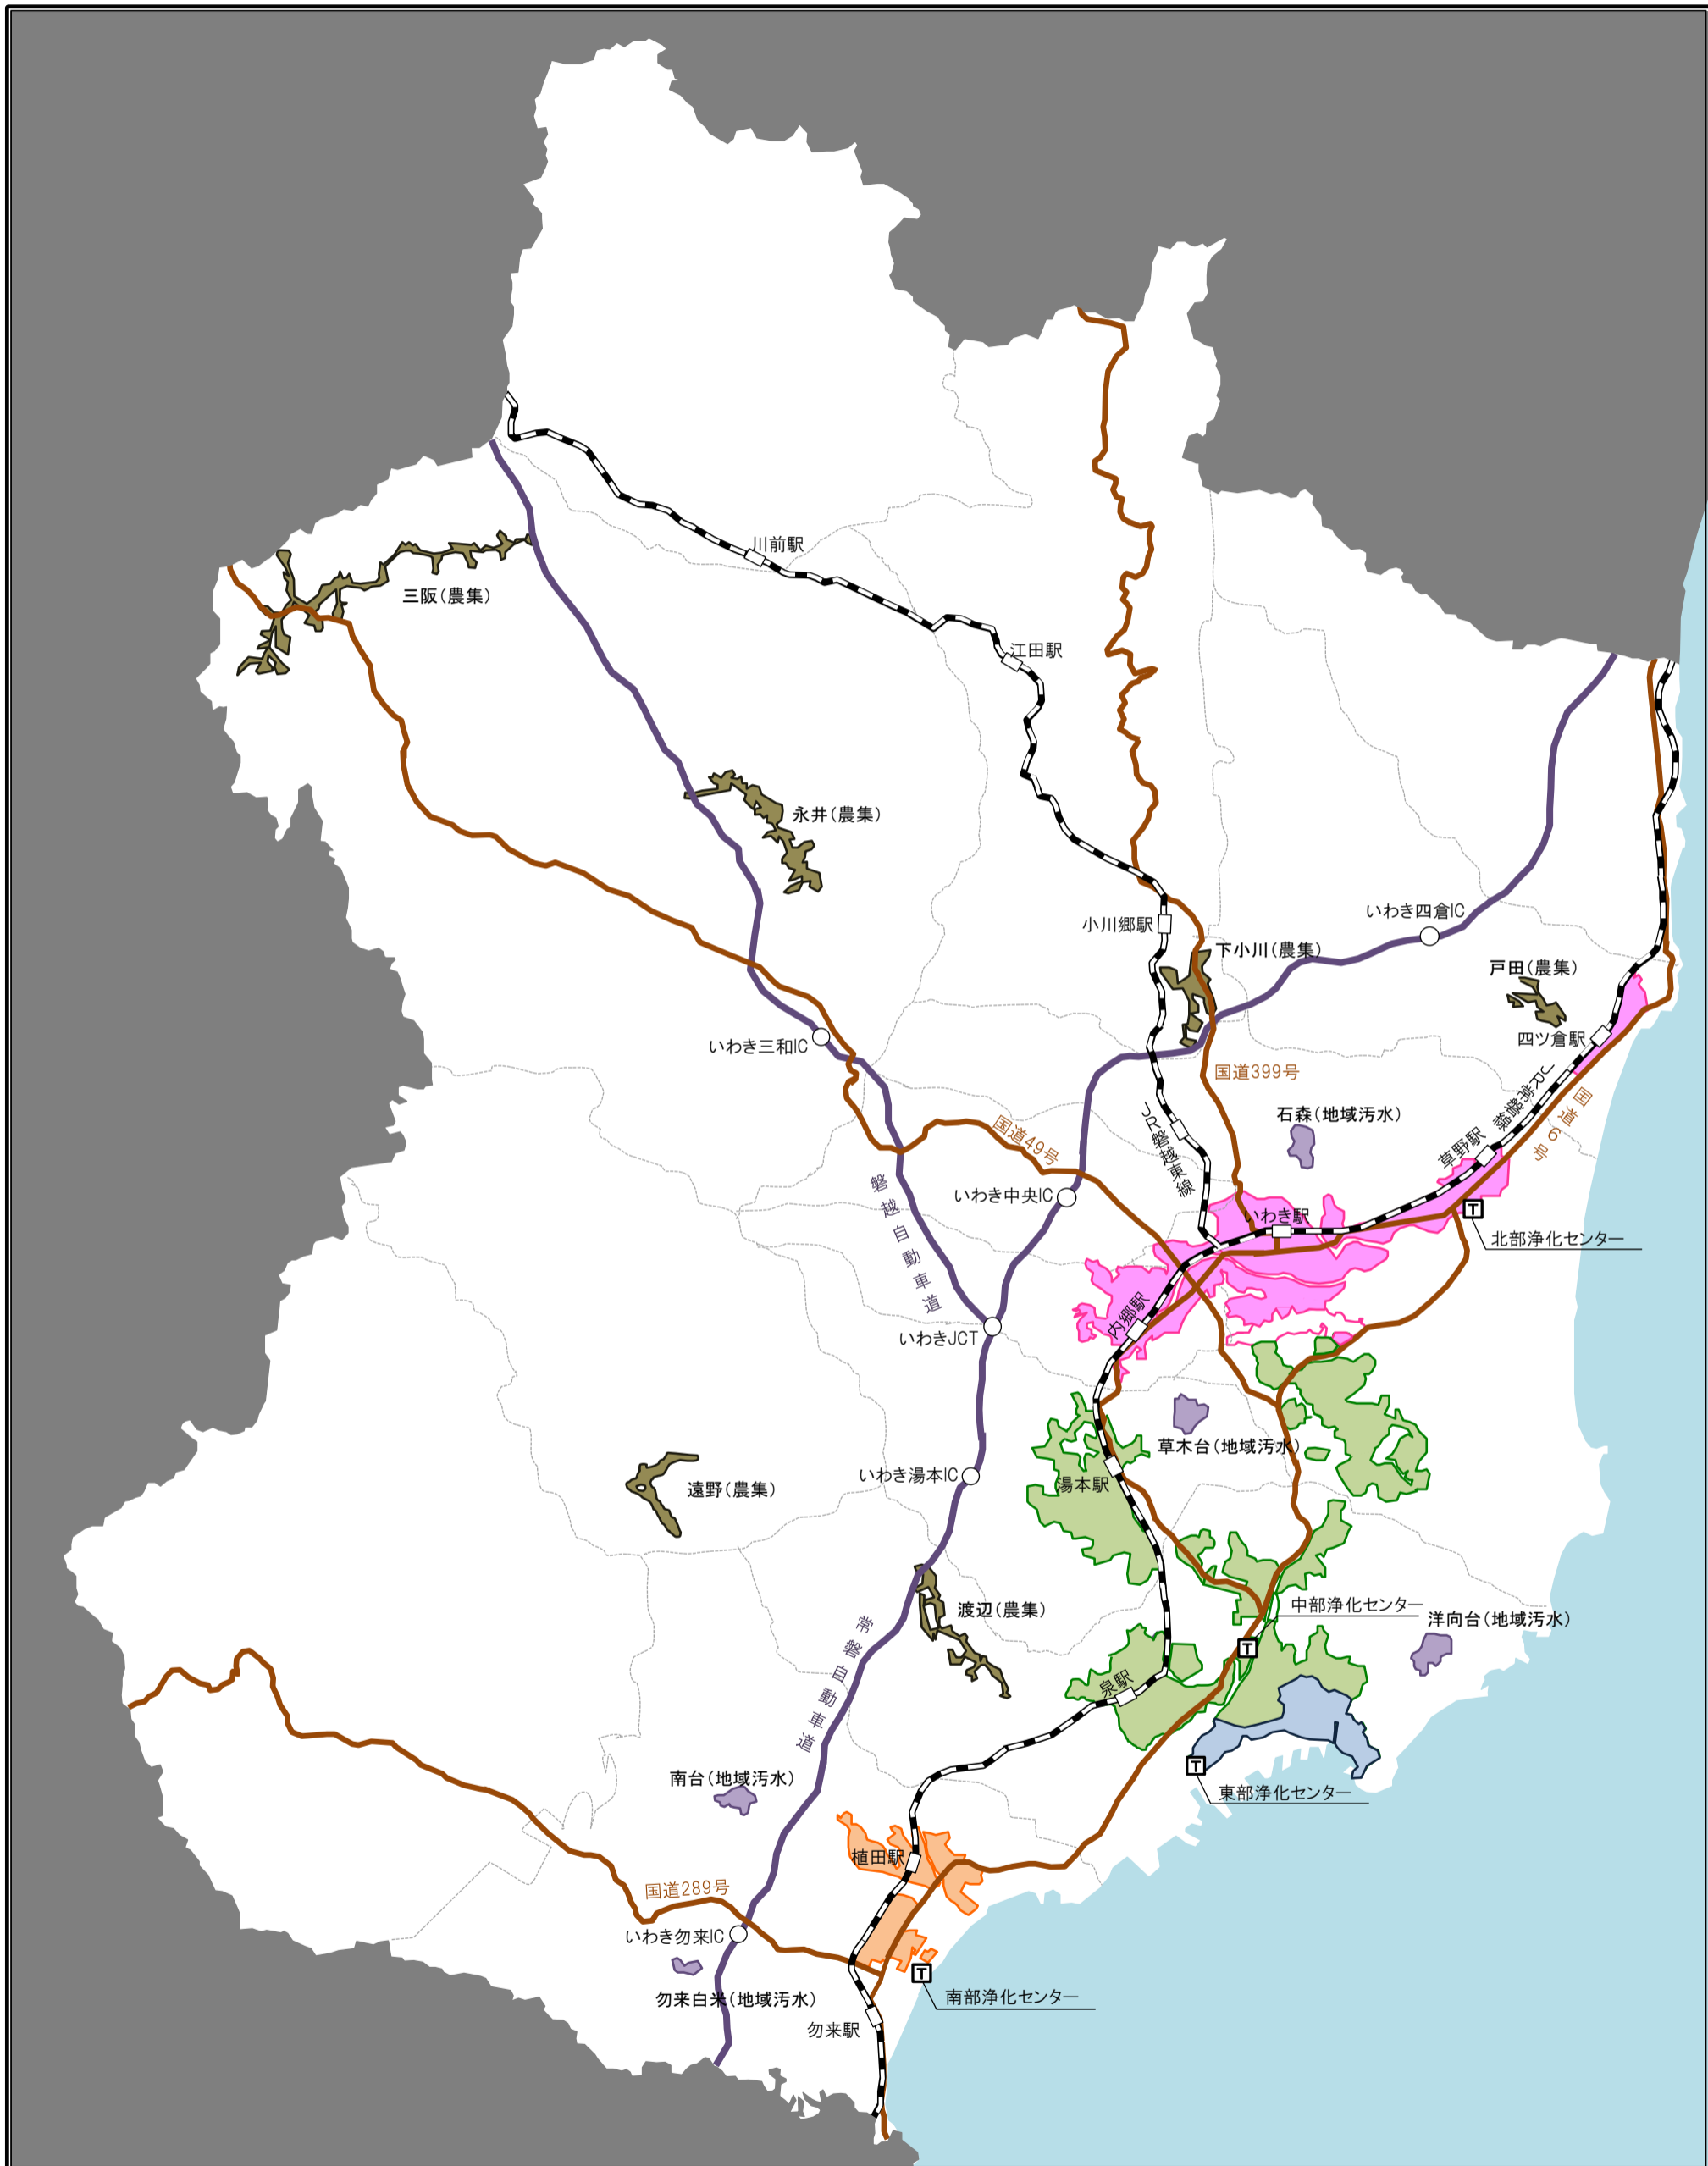 川前駅
三阪(農集)
江田駅
永井(農集)
いわき四倉IC
小川郷駅
下小川(農集)
戸田(農集)
四ツ倉駅
いわき三和IC
国道399号
JR常磐線
国道6号
石森(地域汚水)
国道49号
JR磐越東線
草野駅
磐越自動車道
いわき中央IC
いわき駅
北部浄化センター
内郷駅
いわきJCT
草木台(地域汚水)
いわき湯本IC
湯本駅
遠野(農集)
渡辺(農集)
中部浄化センター
洋向台(地域汚水)
常磐自動車道
泉駅
南台(地域汚水)
東部浄化センター
植田駅
国道289号
いわき勿来IC
勿来白米(地域汚水)
南部浄化センター
勿来駅
T
T
T
T